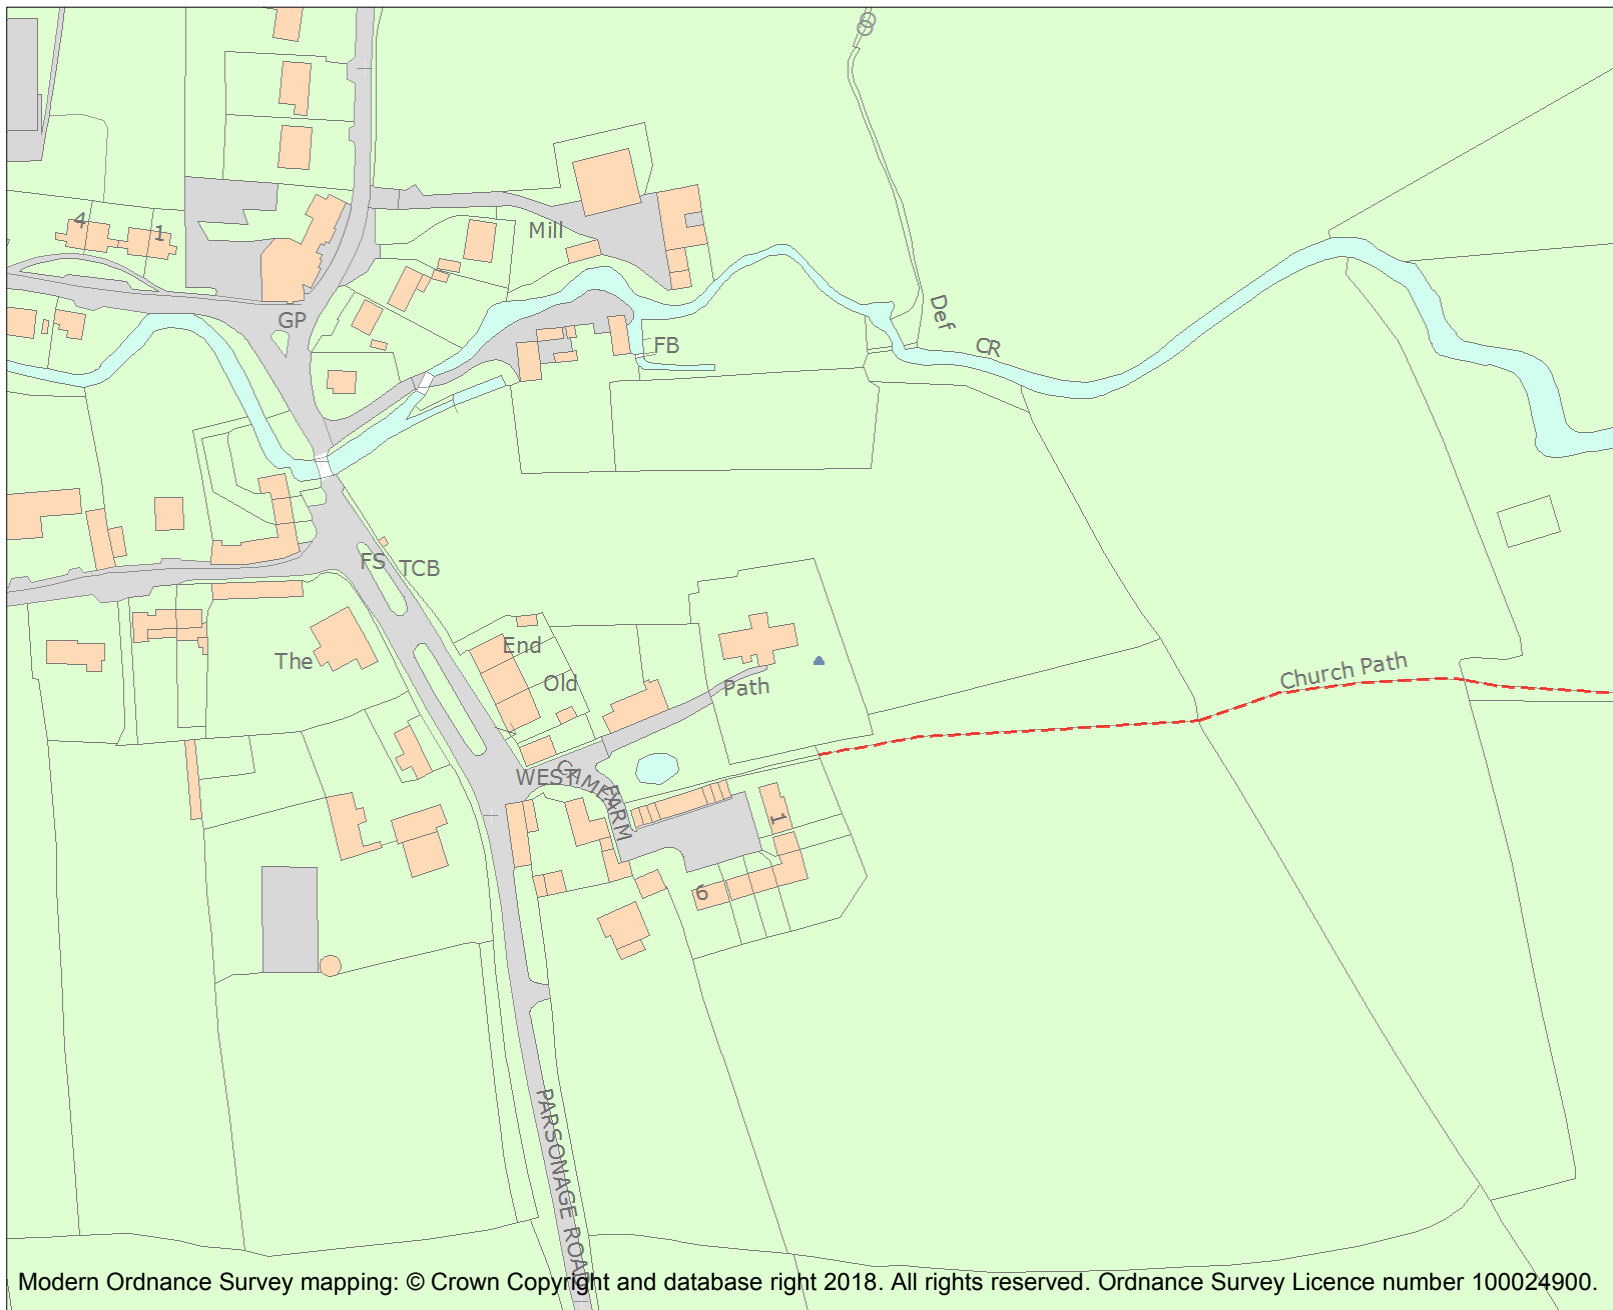 4
1
Mill
GP
Def
FB
CR
FS
TCB
End
The
Old
Path
Church Path
WEST
FARM
1
6
PARSONAGE ROAD
Modern Ordnance Survey mapping: © Crown Copyright and database right 2018. All rights reserved. Ordnance Survey Licence number 100024900.